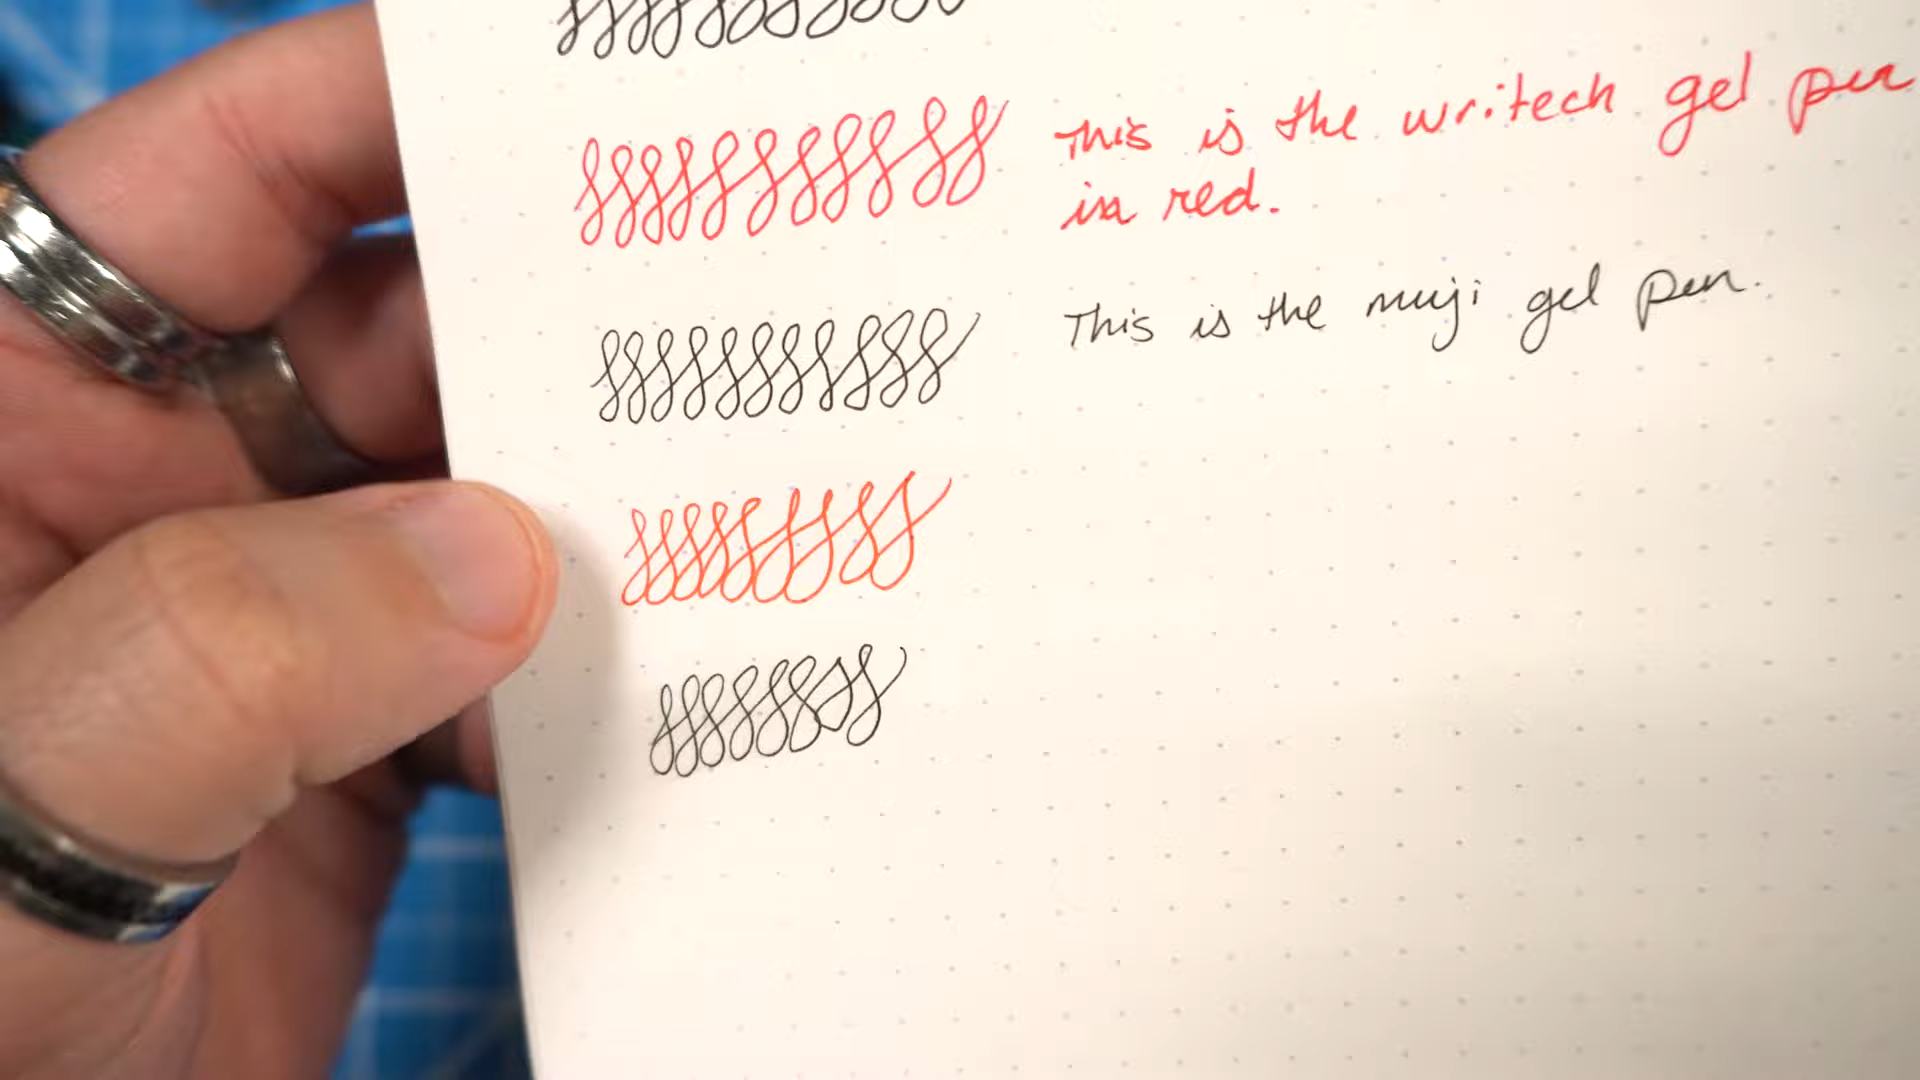 This is the writech gel pen
in red.
This is the muji gel pen.